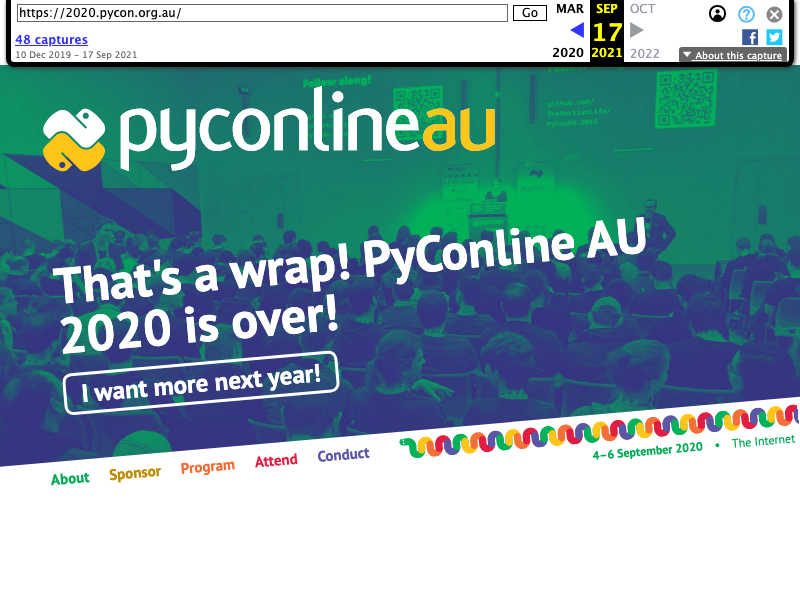 https://2020.pycon.org.au/
Go
MAR
SEP
OCT
17
48 captures
10 Dec 2019 – 17 Sep 2021
2020
2021
2022
About this capture
Follow along!
github.com/
pyconlineau
That's a wrap! PyConline AU
2020 is over!
I want more next year!
About
Sponsor
Program
Attend
Conduct
4–6 September 2020 • The Internet